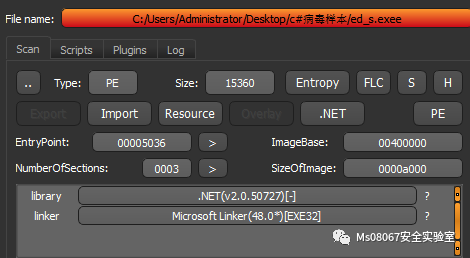 File name: C:/Users/Administrator/Desktop/c#病毒样本/ed_s.exee
Scan Scripts Plugins Log
.. Type: PE Size: 15360 Entropy FLC S H
Export Import Resource Overlay .NET PE
EntryPoint: 00005036 > ImageBase: 00400000
NumberOfSections: 0003 > SizeOfImage: 0000a000
library .NET(v2.0.50727)[-] ?
linker Microsoft Linker(48.0*)[EXE32] ?
Ms08067安全实验室